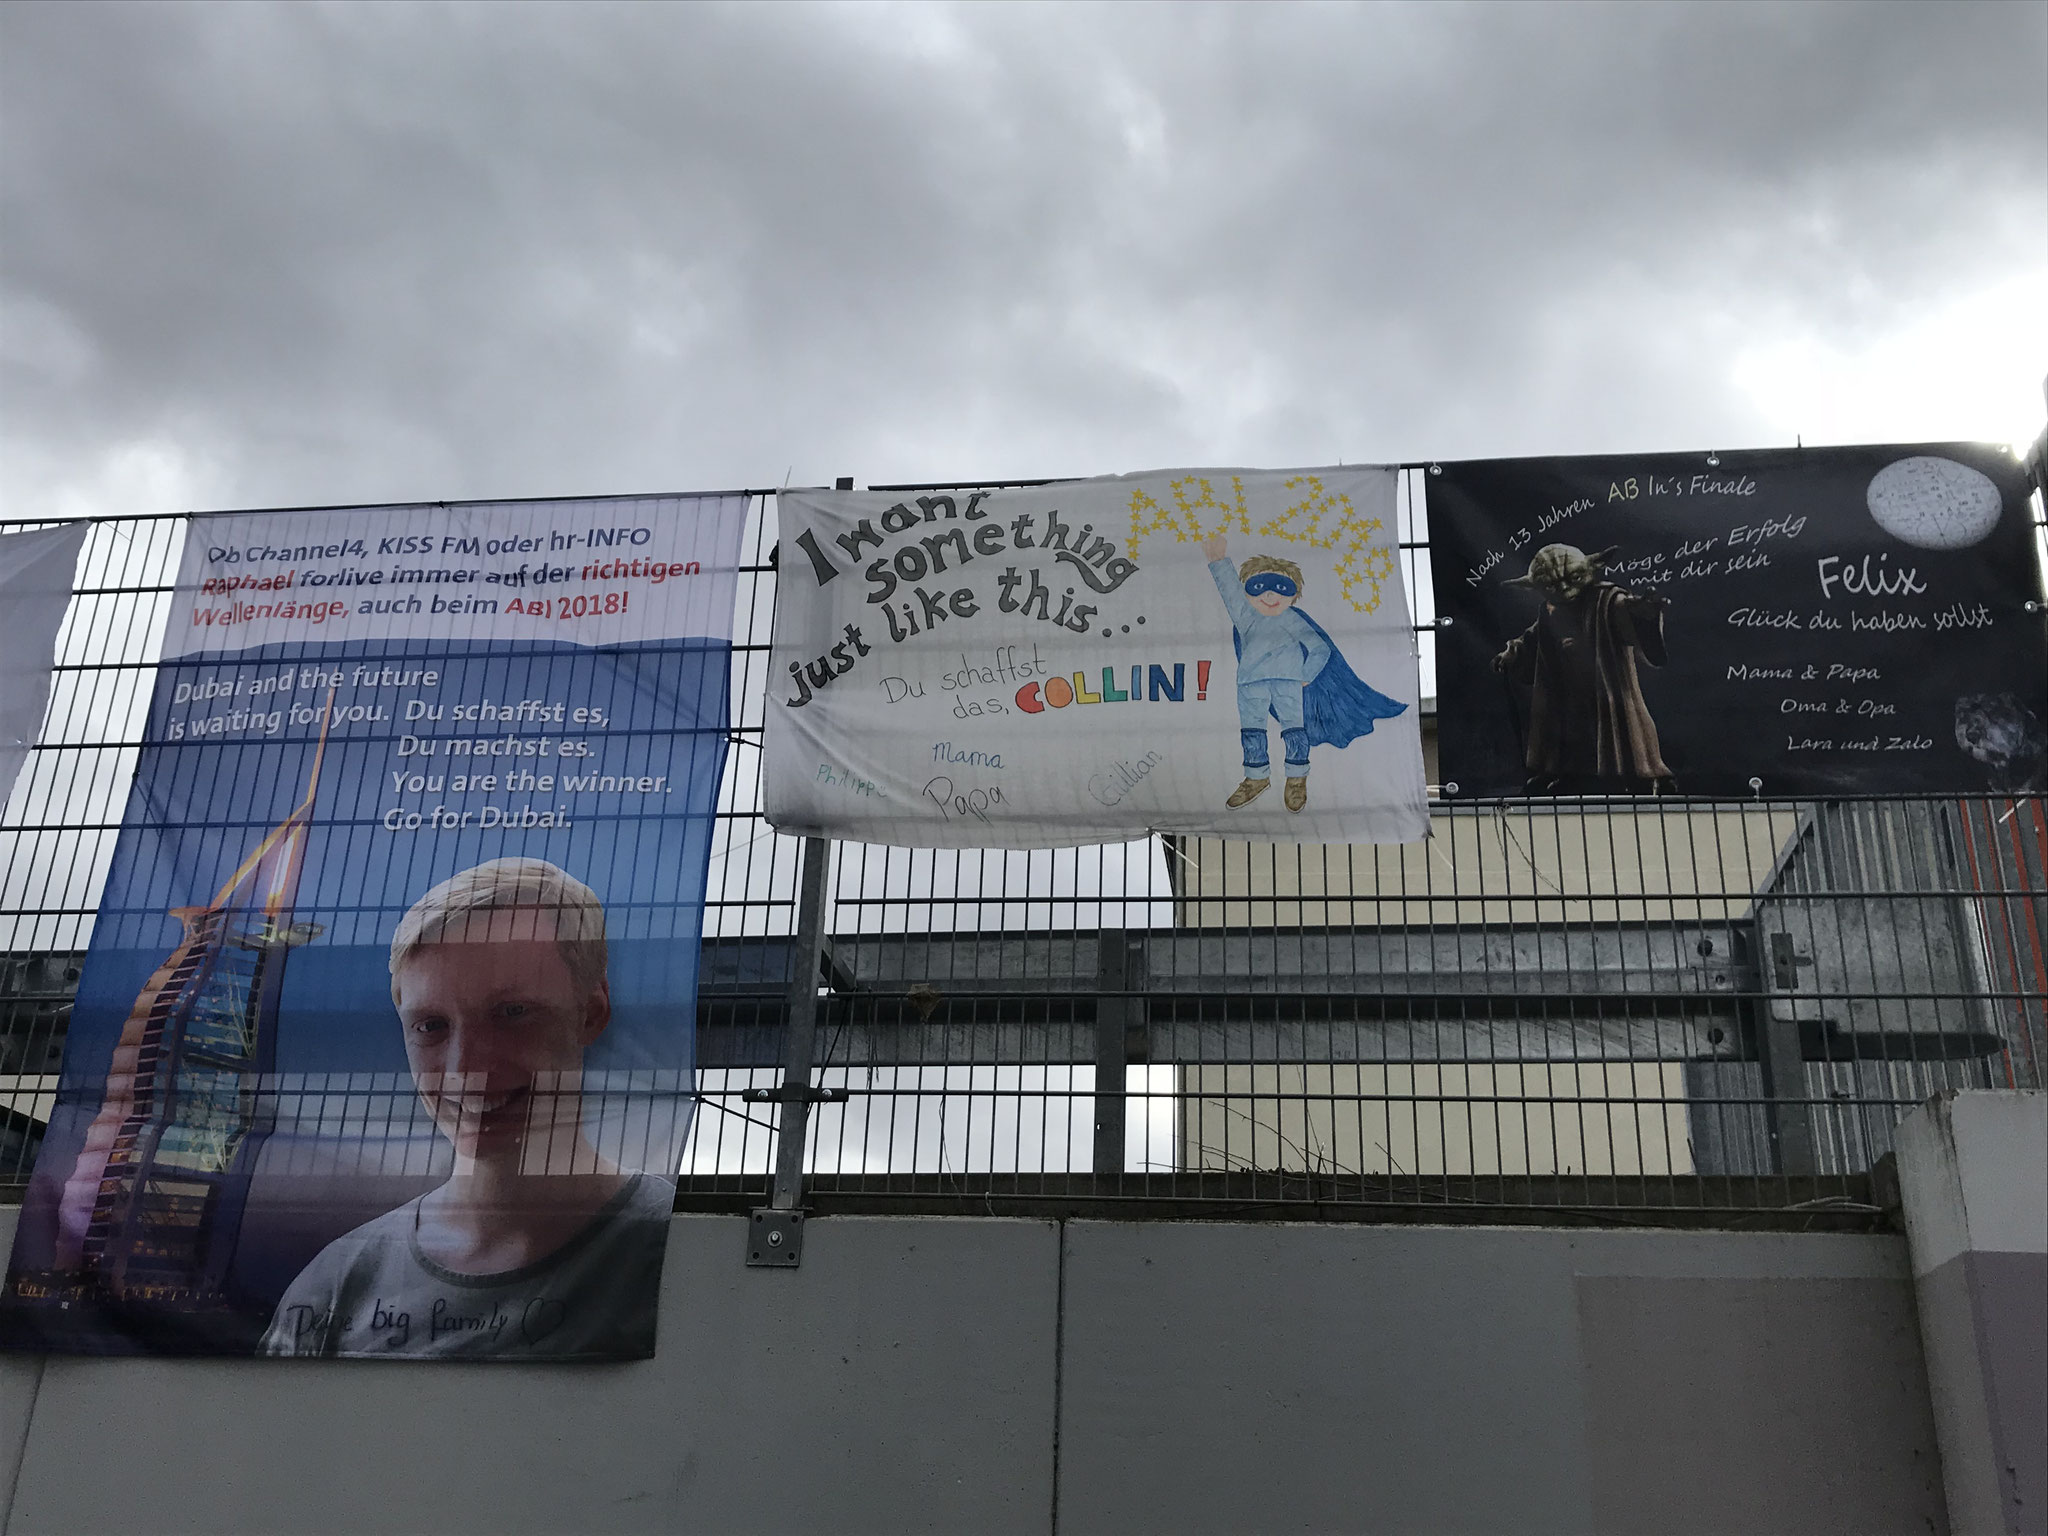 Ob Channel4, KISS FM oder hr-INFO
Raphael forlive immer auf der richtigen
Wellenlänge, auch beim ABI 2018!
Dubai and the future
is waiting for you. Du schaffst es,
Du machst es.
You are the winner.
Go for Dubai.
Deine big family
I want
something
just like this...
ABI 2018
Du schaffst
das, COLLIN!
Philippe
Mama
Papa
Gillian
Nach 13 Jahren AB In's Finale
Möge der Erfolg
mit dir sein
Felix
Glück du haben sollst
Mama & Papa
Oma & Opa
Lara und Zalo